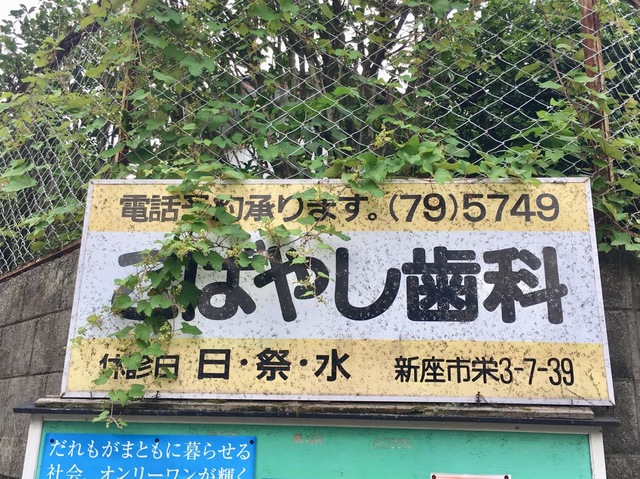 電話予約承ります。(79)5749
こばやし歯科
休診日 日・祭・水 新座市栄3-7-39
だれもがまともに暮らせる
社会 オンリーワンが輝く